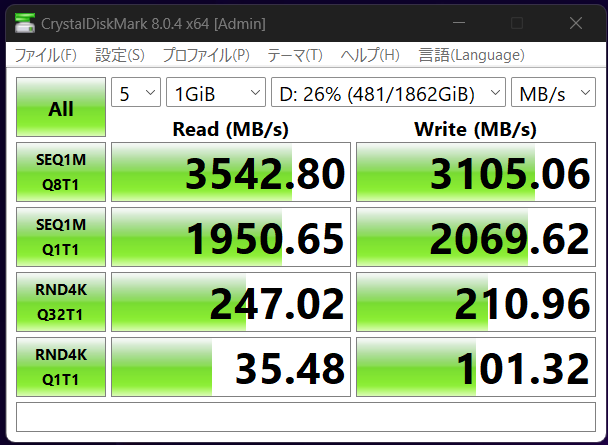 CrystalDiskMark 8.0.4 x64 [Admin]
ファイル(F) 設定(S) プロファイル(P) テーマ(T) ヘルプ(H) 言語(Language)
All 5 1GiB D: 26% (481/1862GiB) MB/s
Read (MB/s) Write (MB/s)
SEQ1M
Q8T1 3542.80 3105.06
SEQ1M
Q1T1 1950.65 2069.62
RND4K
Q32T1 247.02 210.96
RND4K
Q1T1 35.48 101.32